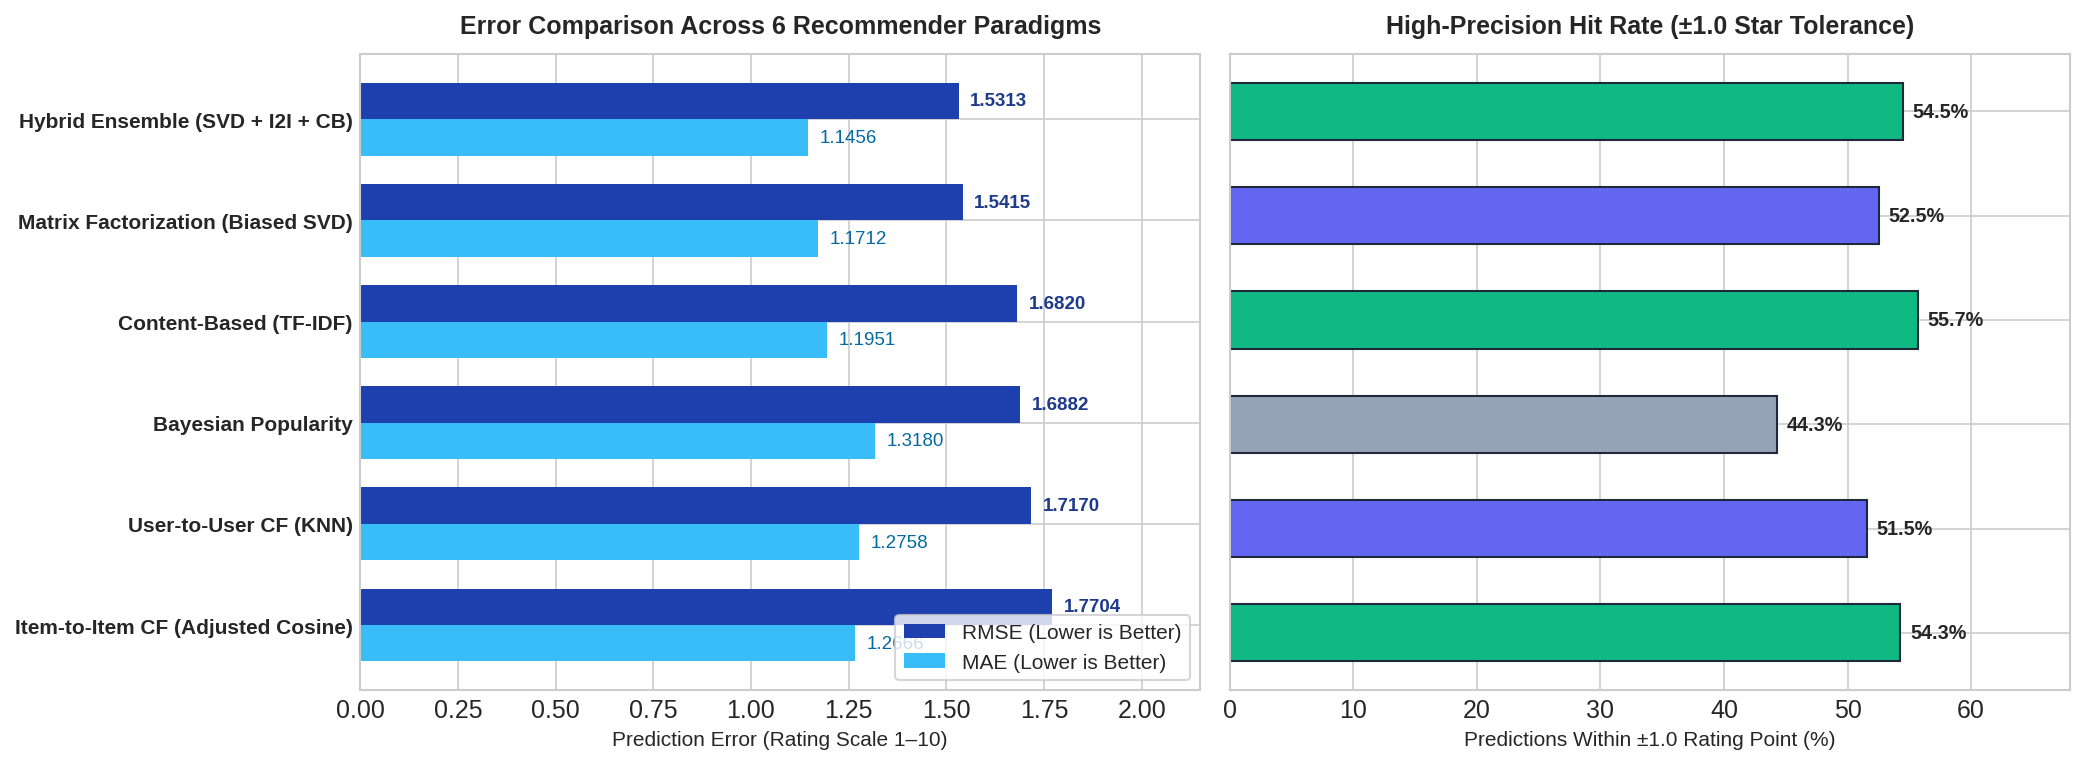 Error Comparison Across 6 Recommender Paradigms
Hybrid Ensemble (SVD + I2I + CB)
1.5313
1.1456
Matrix Factorization (Biased SVD)
1.5415
1.1712
Content-Based (TF-IDF)
1.6820
1.1951
Bayesian Popularity
1.6882
1.3180
User-to-User CF (KNN)
1.7170
1.2758
Item-to-Item CF (Adjusted Cosine)
1.7704
RMSE (Lower is Better)
MAE (Lower is Better)
0.00 0.25 0.50 0.75 1.00 1.25 1.50 1.75 2.00
Prediction Error (Rating Scale 1–10)
High-Precision Hit Rate (±1.0 Star Tolerance)
54.5%
52.5%
55.7%
44.3%
51.5%
54.3%
0 10 20 30 40 50 60
Predictions Within ±1.0 Rating Point (%)